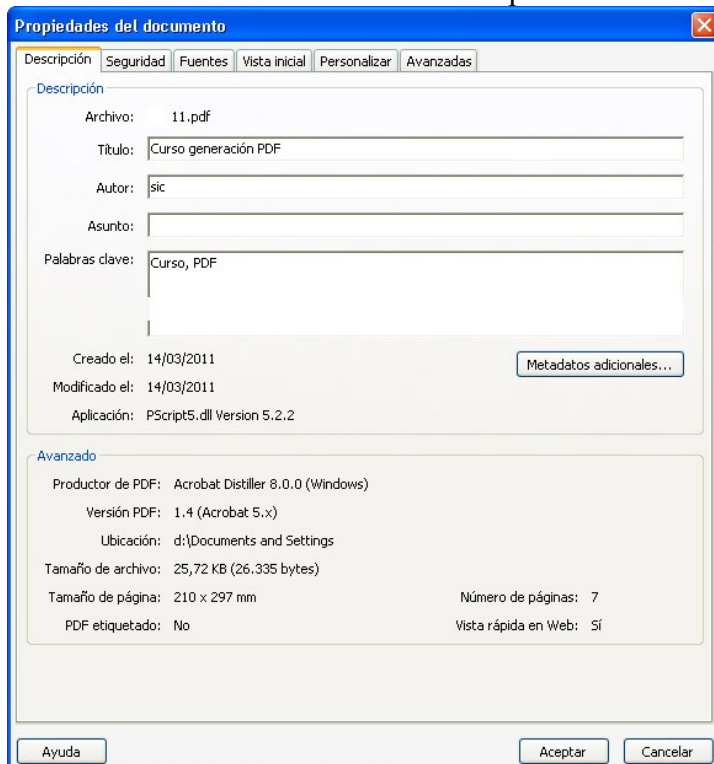 Propiedades del documento
Descripción Seguridad Fuentes Vista inicial Personalizar Avanzadas
Descripción
Archivo: 11.pdf
Título: Curso generación PDF
Autor: sic
Asunto:
Palabras clave: Curso, PDF
Creado el: 14/03/2011 Metadatos adicionales...
Modificado el: 14/03/2011
Aplicación: PScript5.dll Version 5.2.2
Avanzado
Productor de PDF: Acrobat Distiller 8.0.0 (Windows)
Versión PDF: 1.4 (Acrobat 5.x)
Ubicación: d:\Documents and Settings
Tamaño de archivo: 25,72 KB (26.335 bytes)
Tamaño de página: 210 x 297 mm Número de páginas: 7
PDF etiquetado: No Vista rápida en Web: Sí
Ayuda Aceptar Cancelar